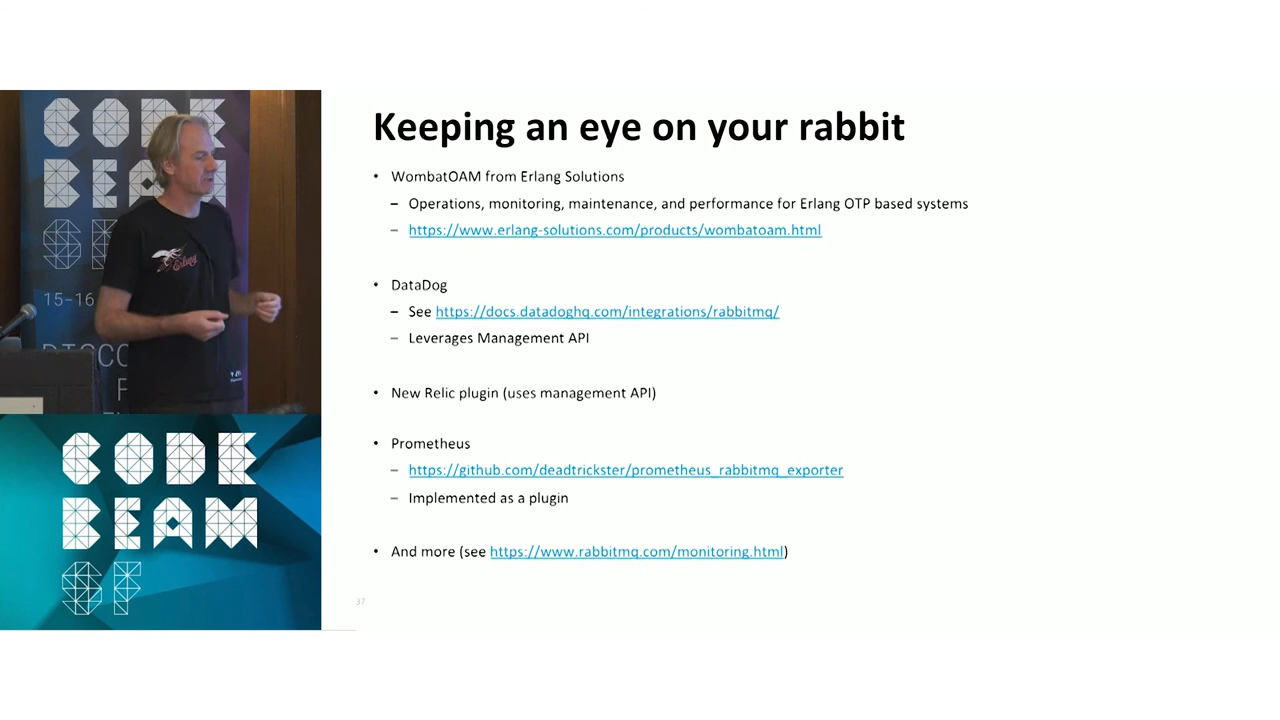 CODE
BEAM
SF
15-16
Erlang
CODE
BEAM
SF
Keeping an eye on your rabbit
• WombatOAM from Erlang Solutions
– Operations, monitoring, maintenance, and performance for Erlang OTP based systems
– https://www.erlang-solutions.com/products/wombatoam.html
• DataDog
– See https://docs.datadoghq.com/integrations/rabbitmq/
– Leverages Management API
• New Relic plugin (uses management API)
• Prometheus
– https://github.com/deadtrickster/prometheus_rabbitmq_exporter
– Implemented as a plugin
• And more (see https://www.rabbitmq.com/monitoring.html)
37